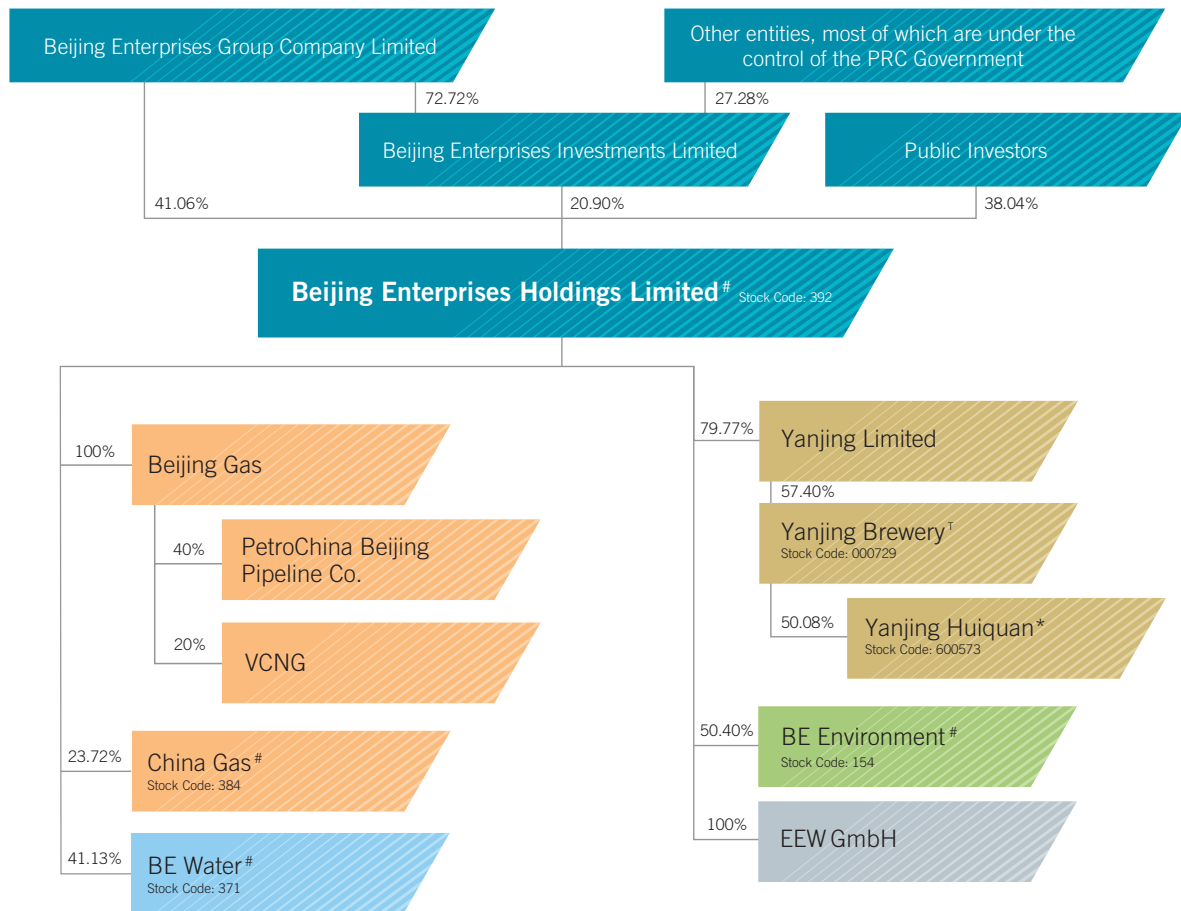 Beijing Enterprises Group Company Limited
Other entities, most of which are under the
control of the PRC Government
72.72%
27.28%
Beijing Enterprises Investments Limited
Public Investors
41.06%
20.90%
38.04%
Beijing Enterprises Holdings Limited# Stock Code: 392
100%
Beijing Gas
40%
PetroChina Beijing
Pipeline Co.
20%
VCNG
23.72%
China Gas#
Stock Code: 384
41.13%
BE Water#
Stock Code: 371
79.77%
Yanjing Limited
57.40%
Yanjing BreweryT
Stock Code: 000729
50.08%
Yanjing Huiquan*
Stock Code: 600573
50.40%
BE Environment#
Stock Code: 154
100%
EEW GmbH